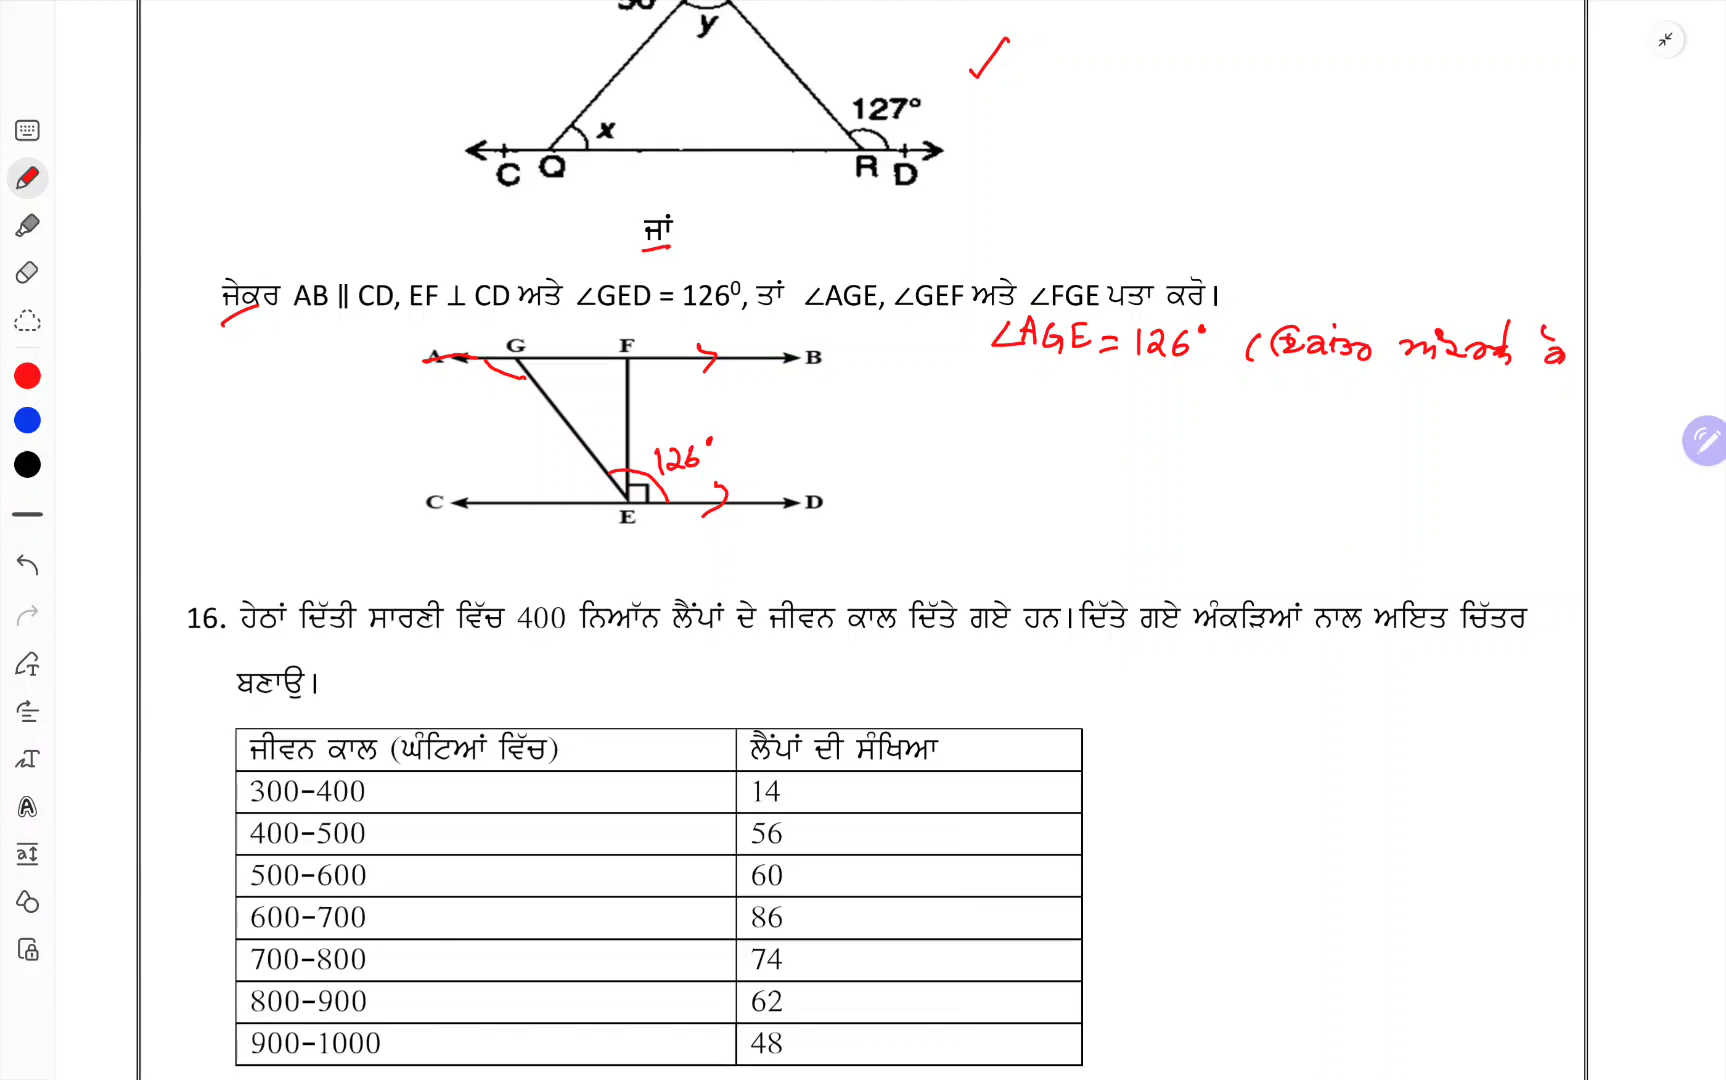 y
x
127°
C Q R D
ਜਾਂ
ਜੇਕਰ AB ∥ CD, EF ⊥ CD ਅਤੇ ∠GED = 126⁰, ਤਾਂ ∠AGE, ∠GEF ਅਤੇ ∠FGE ਪਤਾ ਕਰੋ।
∠AGE = 126°
A G F B
126°
C E D
16. ਹੇਠਾਂ ਦਿੱਤੀ ਸਾਰਣੀ ਵਿੱਚ 400 ਨਿਆੱਨ ਲੈਂਪਾਂ ਦੇ ਜੀਵਨ ਕਾਲ ਦਿੱਤੇ ਗਏ ਹਨ।ਦਿੱਤੇ ਗਏ ਅੰਕੜਿਆਂ ਨਾਲ ਅਇਤ ਚਿੱਤਰ
ਬਣਾਉ।
ਜੀਵਨ ਕਾਲ (ਘੰਟਿਆਂ ਵਿੱਚ) ਲੈਂਪਾਂ ਦੀ ਸੰਖਿਆ
300-400 14
400-500 56
500-600 60
600-700 86
700-800 74
800-900 62
900-1000 48